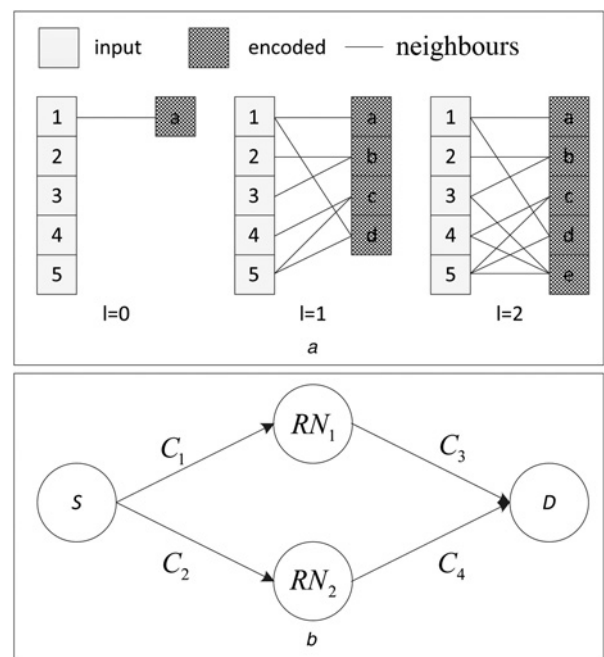 input encoded neighbours
1 a 1 a 1 a
2 2 b 2 b
3 3 c 3 c
4 4 d 4 d
5 5 5 e
l=0 l=1 l=2
a
RN1
C1 C3
S D
C2 C4
RN2
b